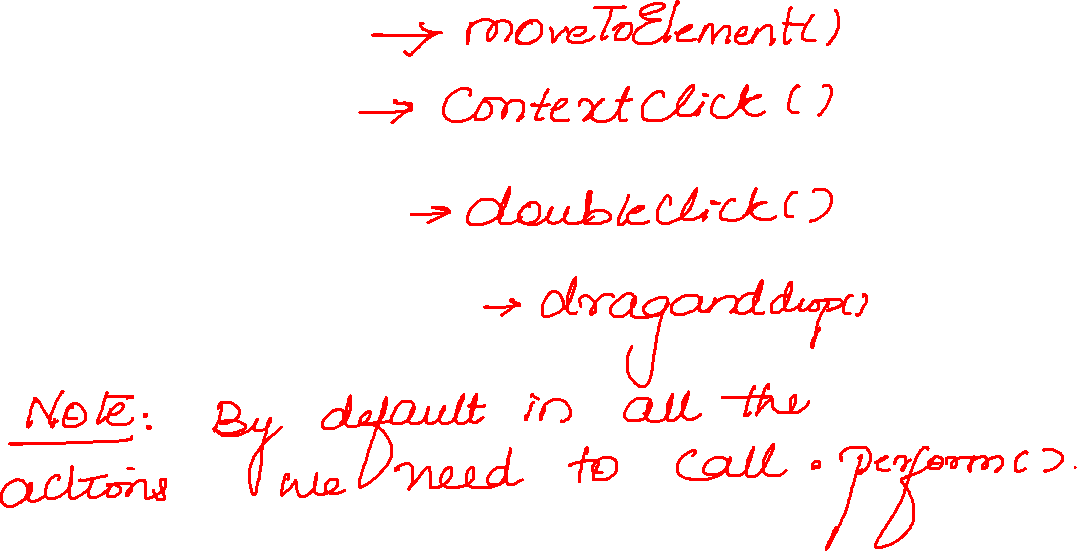 → moveToElement()
→ ContextClick()
→ doubleClick()
→ draganddrop()
Note: By default in all the
actions we need to call .perform().